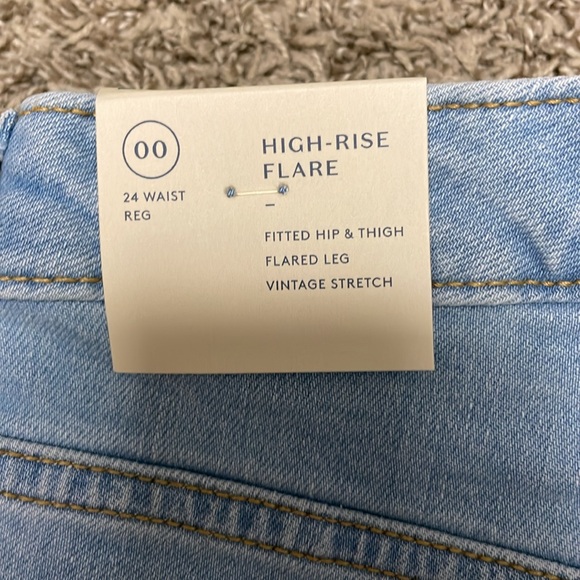 00
24 WAIST
REG
HIGH-RISE
FLARE
–
FITTED HIP & THIGH
FLARED LEG
VINTAGE STRETCH